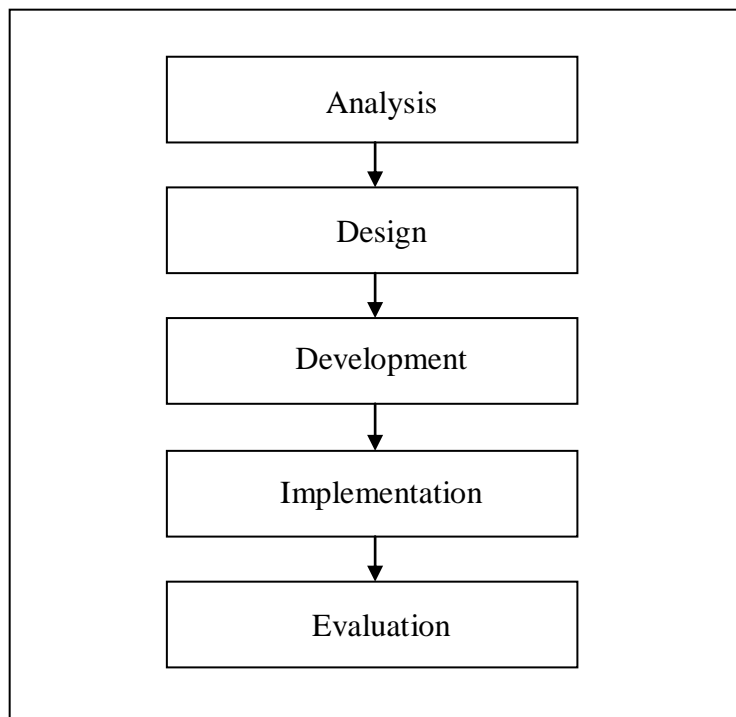 Analysis
Design
Development
Implementation
Evaluation